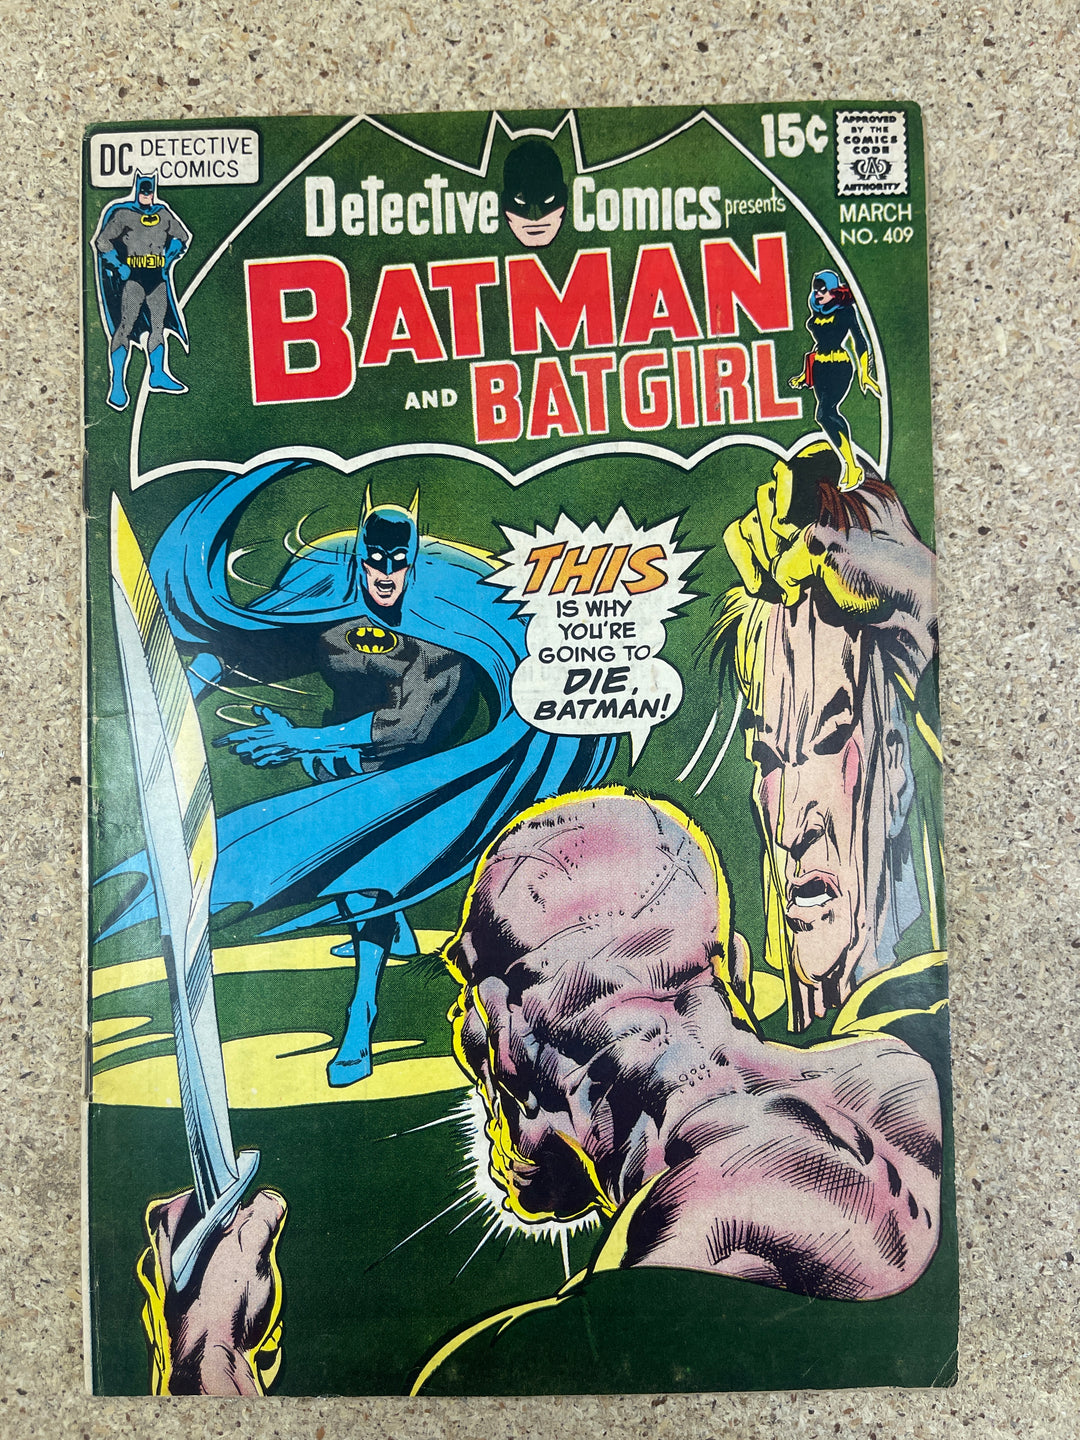 DC DETECTIVE
COMICS
15¢
APPROVED
BY THE
COMICS
CODE
CA
AUTHORITY
MARCH
NO. 409
Detective Comics presents
BATMAN
AND BATGIRL
THIS
IS WHY
YOU'RE
GOING TO
DIE,
BATMAN!